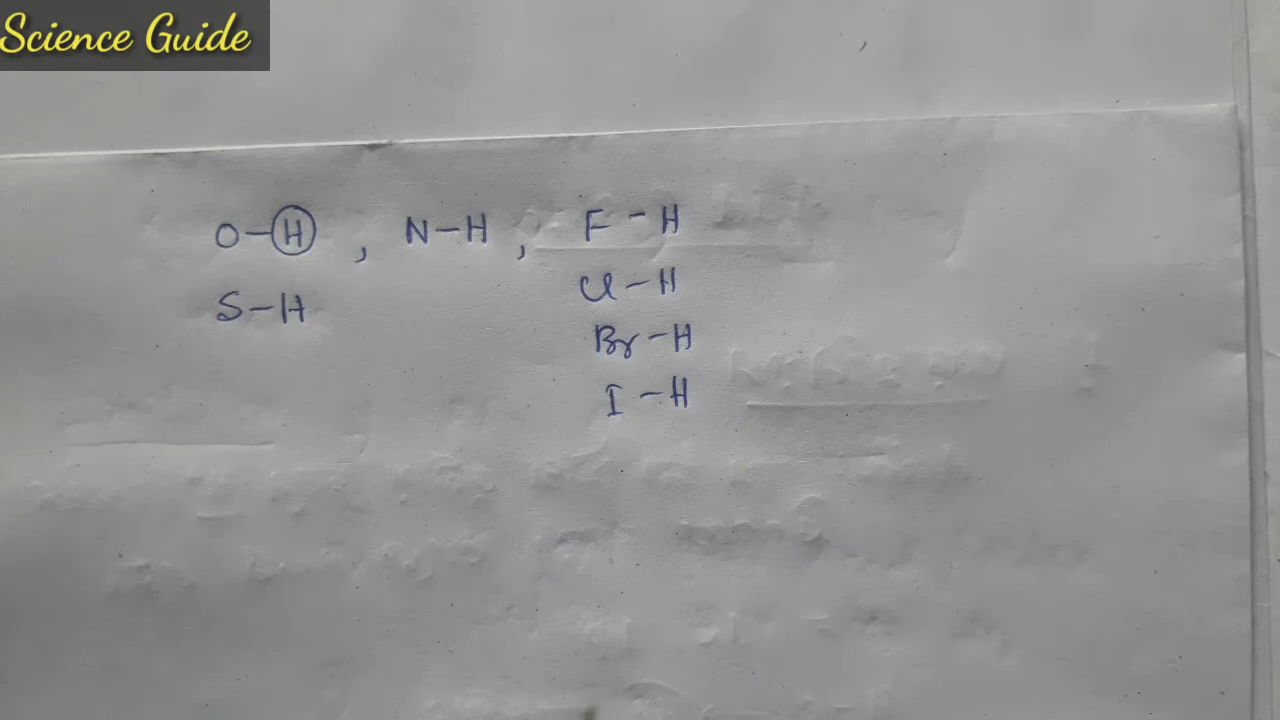 Science Guide
O-H, N-H, F-H
S-H
Cl-H
Br-H
I-H